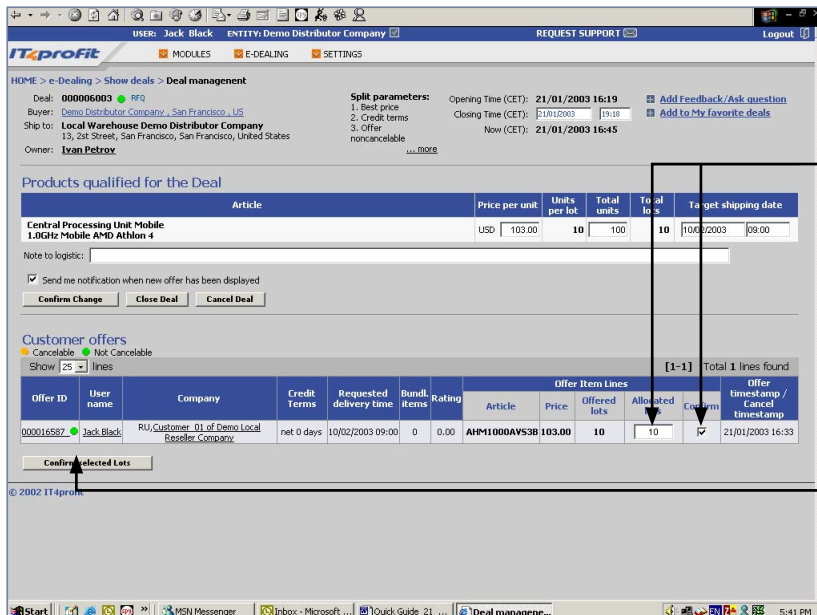 USER: Jack Black ENTITY: Demo Distributor Company REQUEST SUPPORT Logout
IT4profit MODULES E-DEALING SETTINGS
HOME > e-Dealing > Show deals > Deal management
Deal: 000006003 RFQ
Buyer: Demo Distributor Company , San Francisco , US
Ship to: Local Warehouse Demo Distributor Company
13, 2st Street, San Francisco, San Francisco, United States
Owner: Ivan Petrov
Split parameters:
1. Best price
2. Credit terms
3. Offer
noncancelable
... more
Opening Time (CET): 21/01/2003 16:19
Closing Time (CET): 21/01/2003 19:18
Now (CET): 21/01/2003 16:45
Add Feedback/Ask question
Add to My favorite deals
Products qualified for the Deal
Article Price per unit Units per lot Total units Total lots Target shipping date
Central Processing Unit Mobile
1.0GHz Mobile AMD Athlon 4
USD 103.00 10 100 10 10/02/2003 09:00
Note to logistic:
Send me notification when new offer has been displayed
Confirm Change Close Deal Cancel Deal
Customer offers
Cancelable Not Cancelable
Show 25 lines [1-1] Total 1 lines found
Offer ID User name Company Credit Terms Requested delivery time Bundl. items Rating Offer Item Lines Offer timestamp / Cancel timestamp
Article Price Offered lots Allocated lots Confirm
000016587 Jack Black RU,Customer 01 of Demo Local Reseller Company net 0 days 10/02/2003 09:00 0 0.00 AHM1000AVS3B 103.00 10 10 21/01/2003 16:33
Confirm selected Lots
© 2002 IT4profit
Start MSN Messenger Inbox - Microsoft ... Quick Guide_21_... Deal manageme... EN 5:41 PM